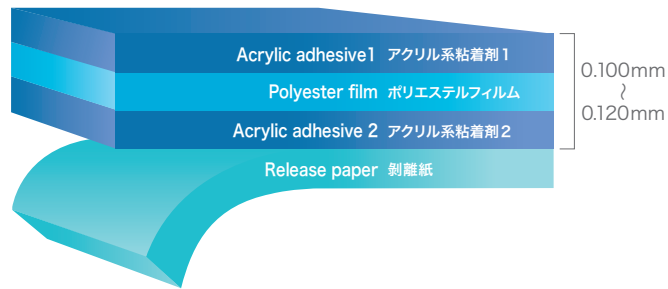 Acrylic adhesive1 アクリル系粘着剤1
Polyester film ポリエステルフィルム
Acrylic adhesive 2 アクリル系粘着剤2
Release paper 剝離紙
0.100mm
〜
0.120mm